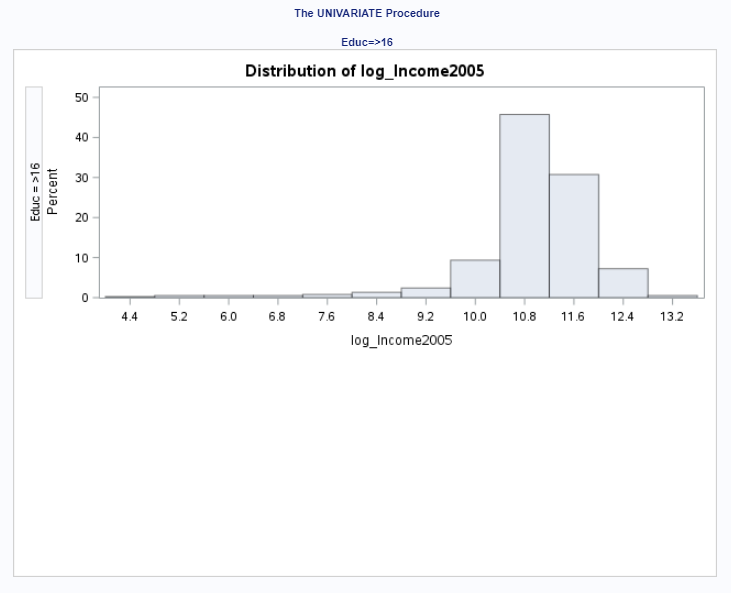 The UNIVARIATE Procedure
Educ=>16
Distribution of log_Income2005
Educ = >16
Percent
50
40
30
20
10
0
4.4 5.2 6.0 6.8 7.6 8.4 9.2 10.0 10.8 11.6 12.4 13.2
log_Income2005